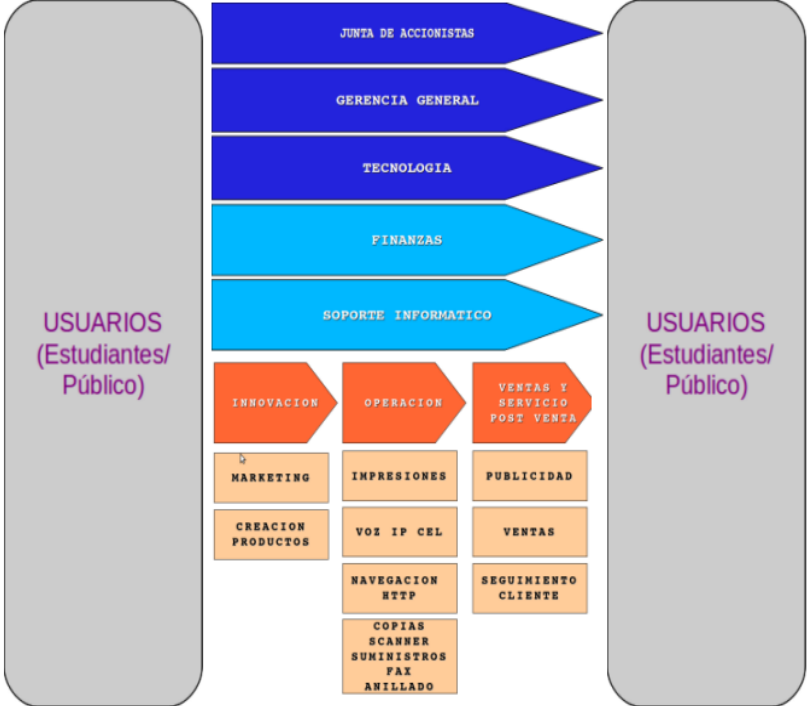 USUARIOS
(Estudiantes/
Público)
JUNTA DE ACCIONISTAS
GERENCIA GENERAL
TECNOLOGIA
FINANZAS
SOPORTE INFORMATICO
INNOVACION
OPERACION
VENTAS Y
SERVICIO
POST VENTA
MARKETING
CREACION
PRODUCTOS
IMPRESIONES
VOZ IP CEL
NAVEGACION
HTTP
COPIAS
SCANNER
SUMINISTROS
FAX
ANILLADO
PUBLICIDAD
VENTAS
SEGUIMIENTO
CLIENTE
USUARIOS
(Estudiantes/
Público)